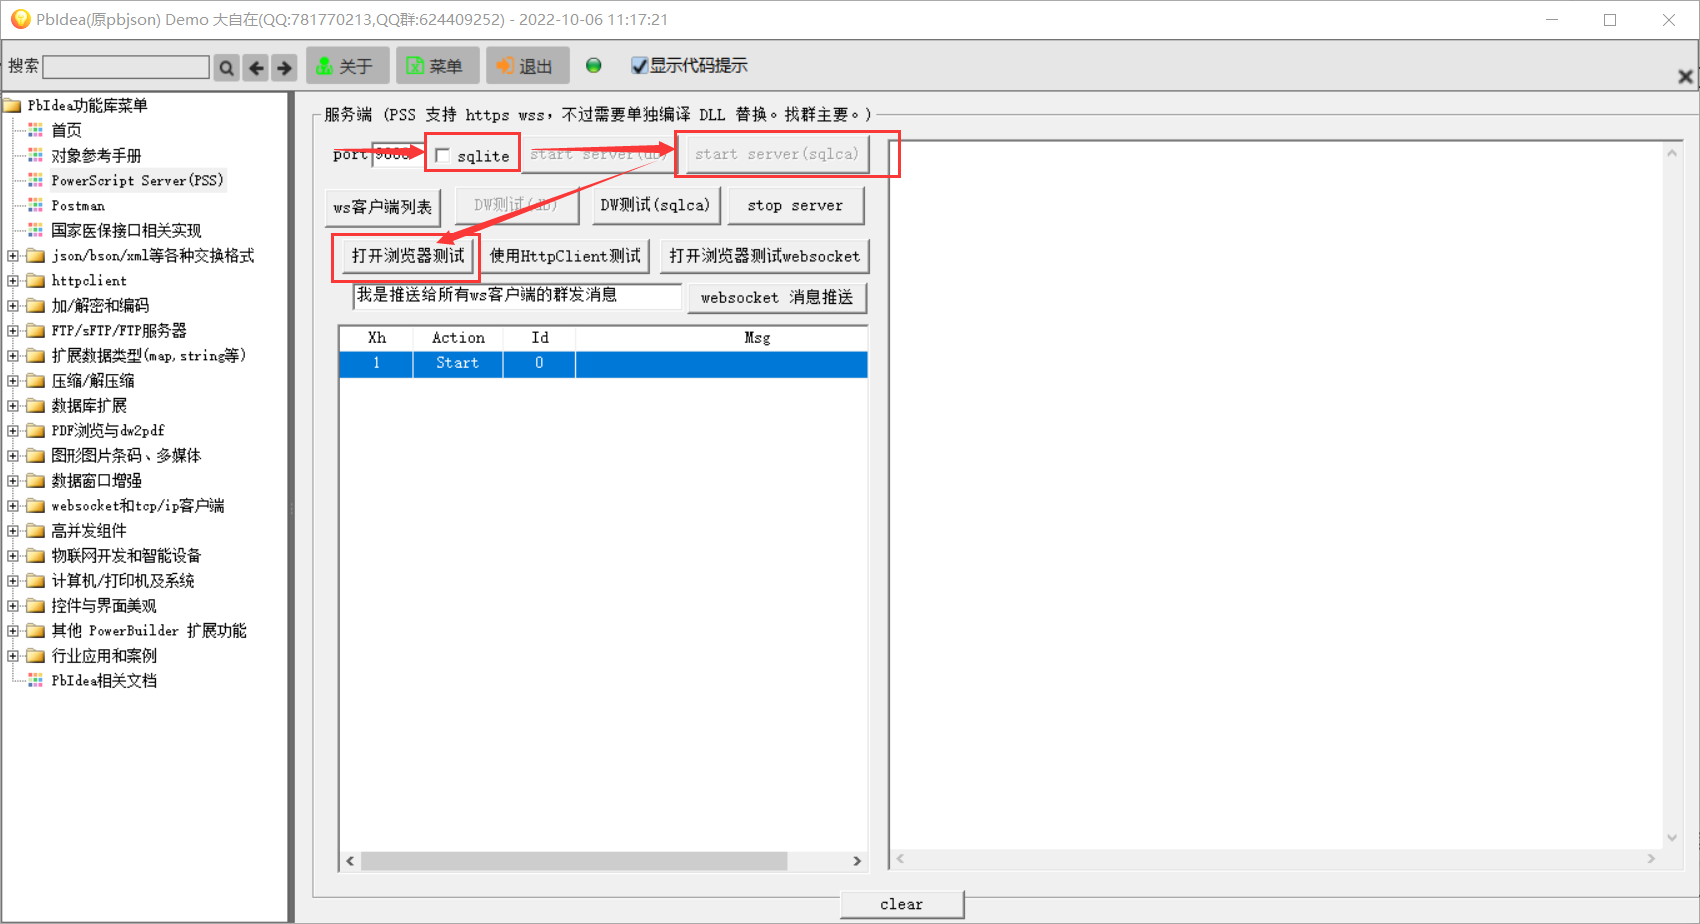 PbIdea(原pbjson) Demo 大自在(QQ:781770213,QQ群:624409252) - 2022-10-06 11:17:21
搜索 关于 菜单 退出 显示代码提示
PbIdea功能库菜单
首页
对象参考手册
PowerScript Server(PSS)
Postman
国家医保接口相关实现
json/bson/xml等各种交换格式
httpclient
加/解密和编码
FTP/sFTP/FTP服务器
扩展数据类型(map,string等)
压缩/解压缩
数据库扩展
PDF浏览与dw2pdf
图形图片条码、多媒体
数据窗口增强
websocket和tcp/ip客户端
高并发组件
物联网开发和智能设备
计算机/打印机及系统
控件与界面美观
其他 PowerBuilder 扩展功能
行业应用和案例
PbIdea相关文档
服务端 (PSS 支持 https wss，不过需要单独编译 DLL 替换。找群主要。)
port sqlite start server(db) start server(sqlca)
ws客户端列表 DW测试(db) DW测试(sqlca) stop server
打开浏览器测试 使用HttpClient测试 打开浏览器测试websocket
我是推送给所有ws客户端的群发消息 websocket 消息推送
Xh Action Id Msg
1 Start 0
clear